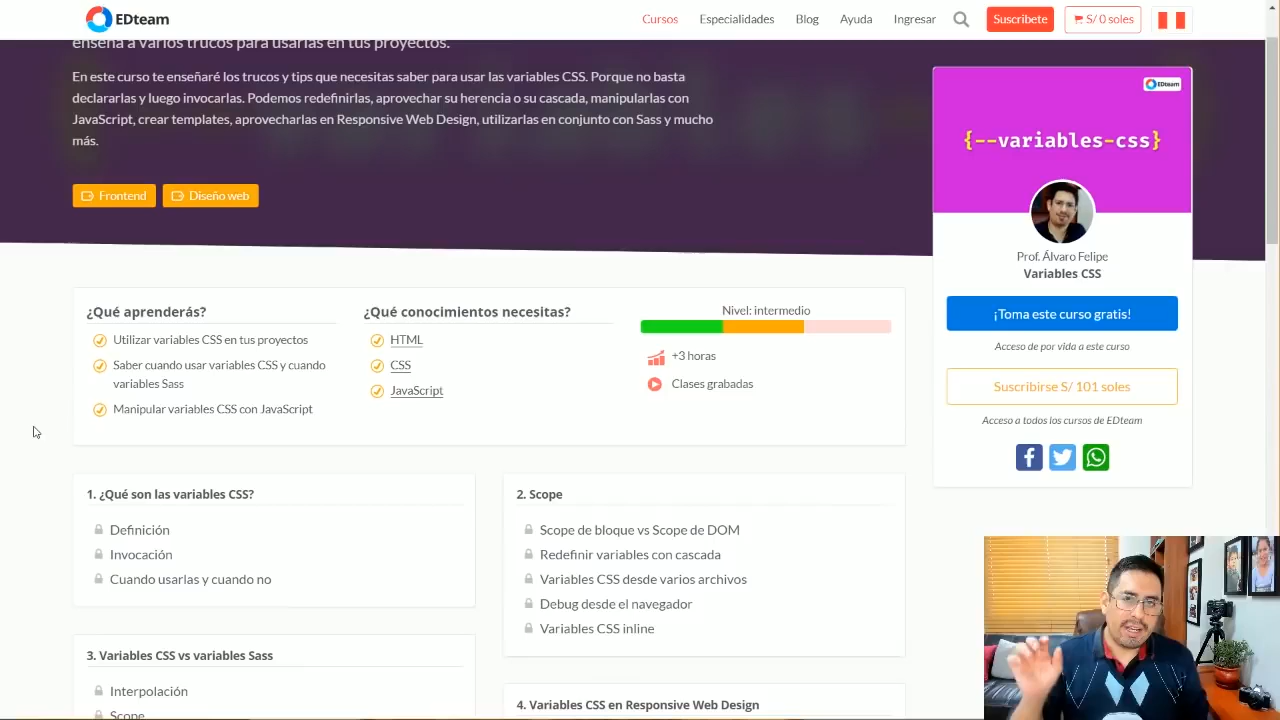 EDteam
Cursos
Especialidades
Blog
Ayuda
Ingresar
Suscríbete
S/ 0 soles
enseña a varios trucos para usarlas en tus proyectos.
En este curso te enseñaré los trucos y tips que necesitas saber para usar las variables CSS. Porque no basta
declararlas y luego invocarlas. Podemos redefinirlas, aprovechar su herencia o su cascada, manipularlas con
JavaScript, crear templates, aprovecharlas en Responsive Web Design, utilizarlas en conjunto con Sass y mucho
más.
Frontend
Diseño web
EDteam
{--variables-css}
Prof. Álvaro Felipe
Variables CSS
¡Toma este curso gratis!
Acceso de por vida a este curso
Suscribirse S/ 101 soles
Acceso a todos los cursos de EDteam
¿Qué aprenderás?
Utilizar variables CSS en tus proyectos
Saber cuando usar variables CSS y cuando
variables Sass
Manipular variables CSS con JavaScript
¿Qué conocimientos necesitas?
HTML
CSS
JavaScript
Nivel: intermedio
+3 horas
Clases grabadas
1. ¿Qué son las variables CSS?
Definición
Invocación
Cuando usarlas y cuando no
2. Scope
Scope de bloque vs Scope de DOM
Redefinir variables con cascada
Variables CSS desde varios archivos
Debug desde el navegador
Variables CSS inline
3. Variables CSS vs variables Sass
Interpolación
Scope
4. Variables CSS en Responsive Web Design